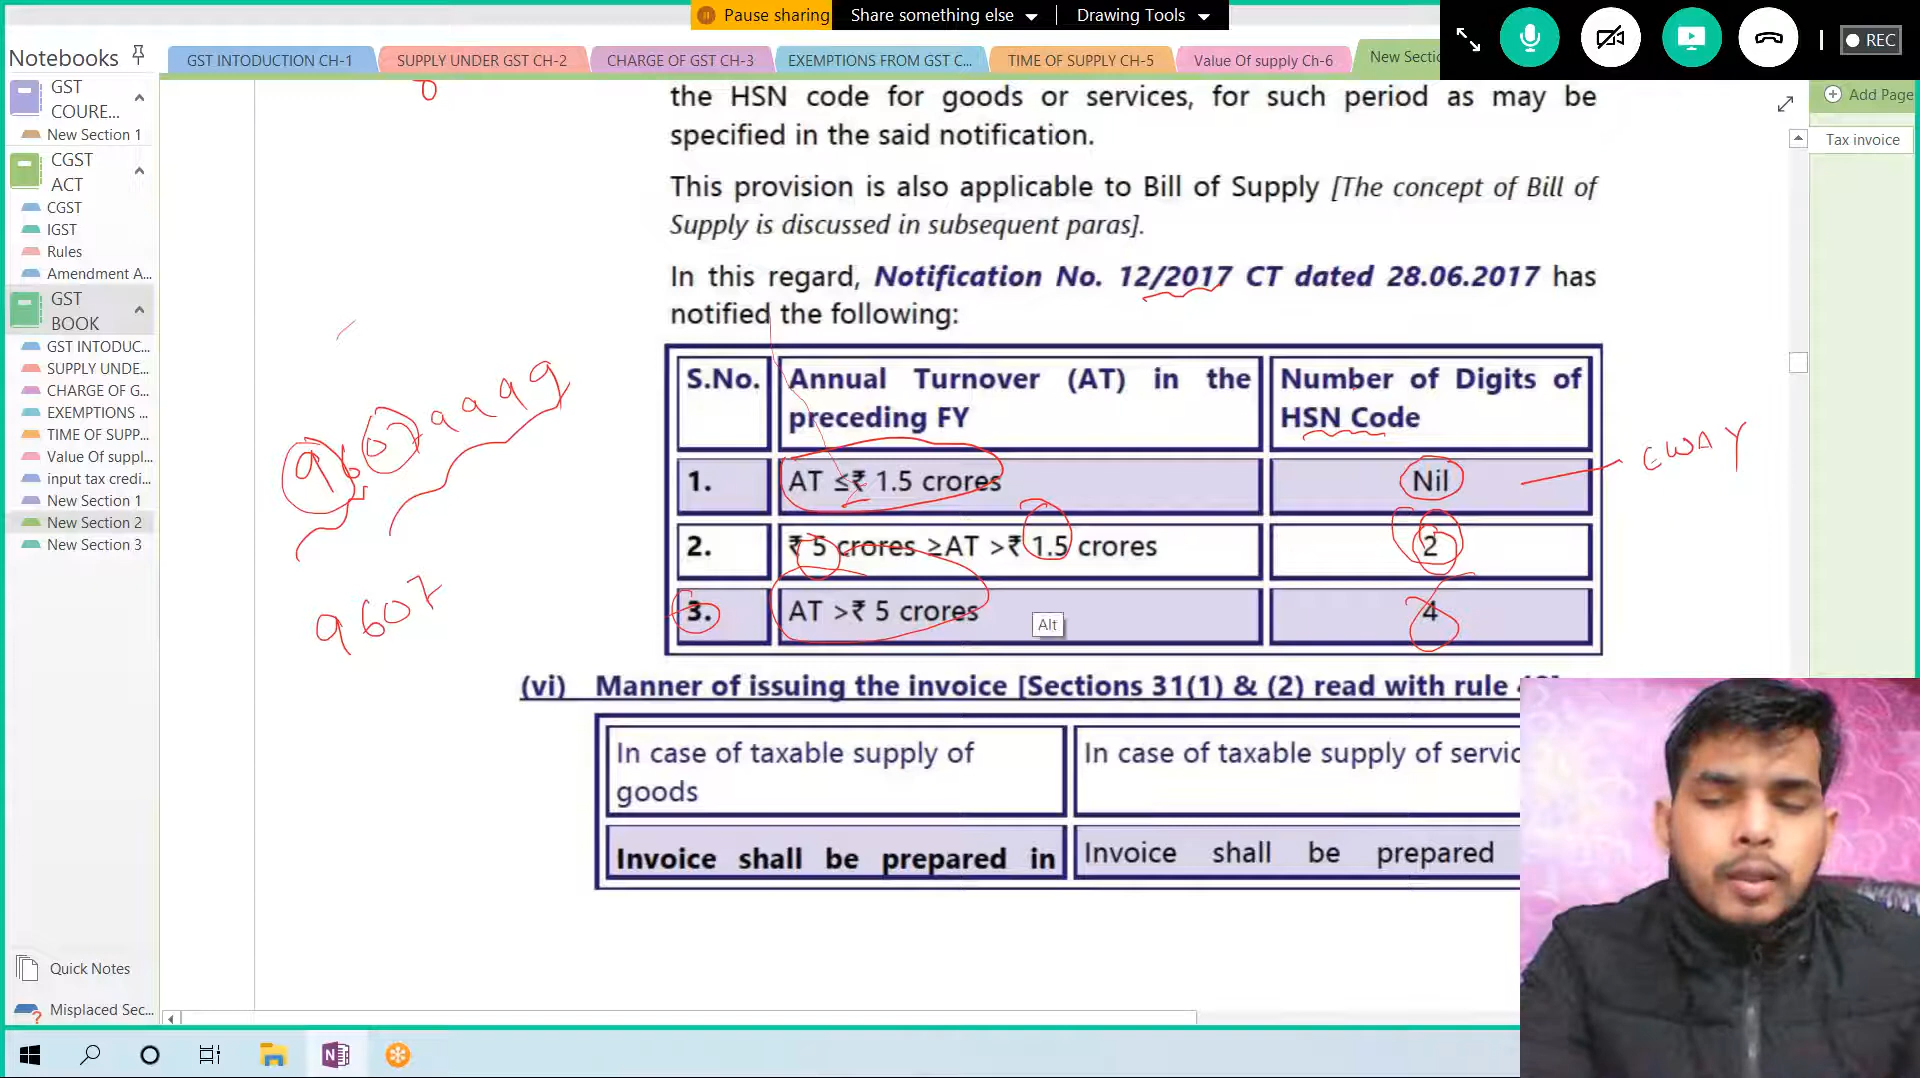 Pause sharing
Share something else
Drawing Tools
REC
Notebooks
GST INTODUCTION CH-1
SUPPLY UNDER GST CH-2
CHARGE OF GST CH-3
EXEMPTIONS FROM GST C...
TIME OF SUPPLY CH-5
Value Of supply Ch-6
New Sectio
GST
COURE...
New Section 1
CGST
ACT
CGST
IGST
Rules
Amendment A...
GST
BOOK
GST INTODUC...
SUPPLY UNDE...
CHARGE OF G...
EXEMPTIONS ...
TIME OF SUPP...
Value Of suppl...
input tax credi...
New Section 1
New Section 2
New Section 3
Quick Notes
Misplaced Sec...
Add Page
Tax invoice
the HSN code for goods or services, for such period as may be
specified in the said notification.
This provision is also applicable to Bill of Supply [The concept of Bill of
Supply is discussed in subsequent paras].
In this regard, Notification No. 12/2017 CT dated 28.06.2017 has
notified the following:
S.No.
Annual Turnover (AT) in the
preceding FY
Number of Digits of
HSN Code
1.
AT ≤₹ 1.5 crores
Nil
EWAY
2.
₹ 5 crores ≥AT >₹ 1.5 crores
2
3.
AT >₹ 5 crores
4
Alt
9607
(vi) Manner of issuing the invoice [Sections 31(1) & (2) read with rule
In case of taxable supply of
goods
In case of taxable supply of servic
Invoice shall be prepared in
Invoice shall be prepared